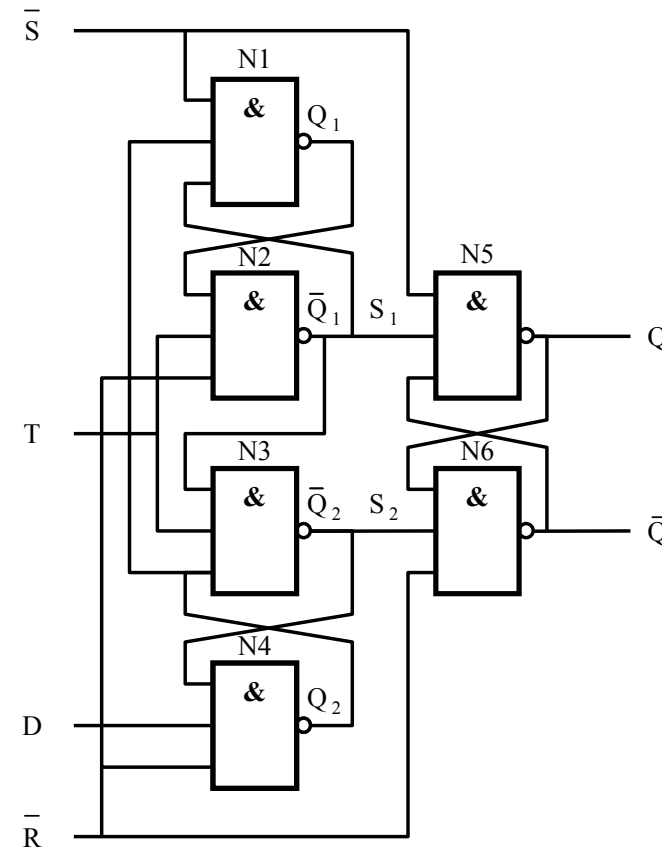 S̅
N1
&
Q₁
N2
&
Q̅₁
S₁
N5
&
Q
T
N3
&
Q̅₂
S₂
N6
&
Q̅
N4
&
Q₂
D
R̅